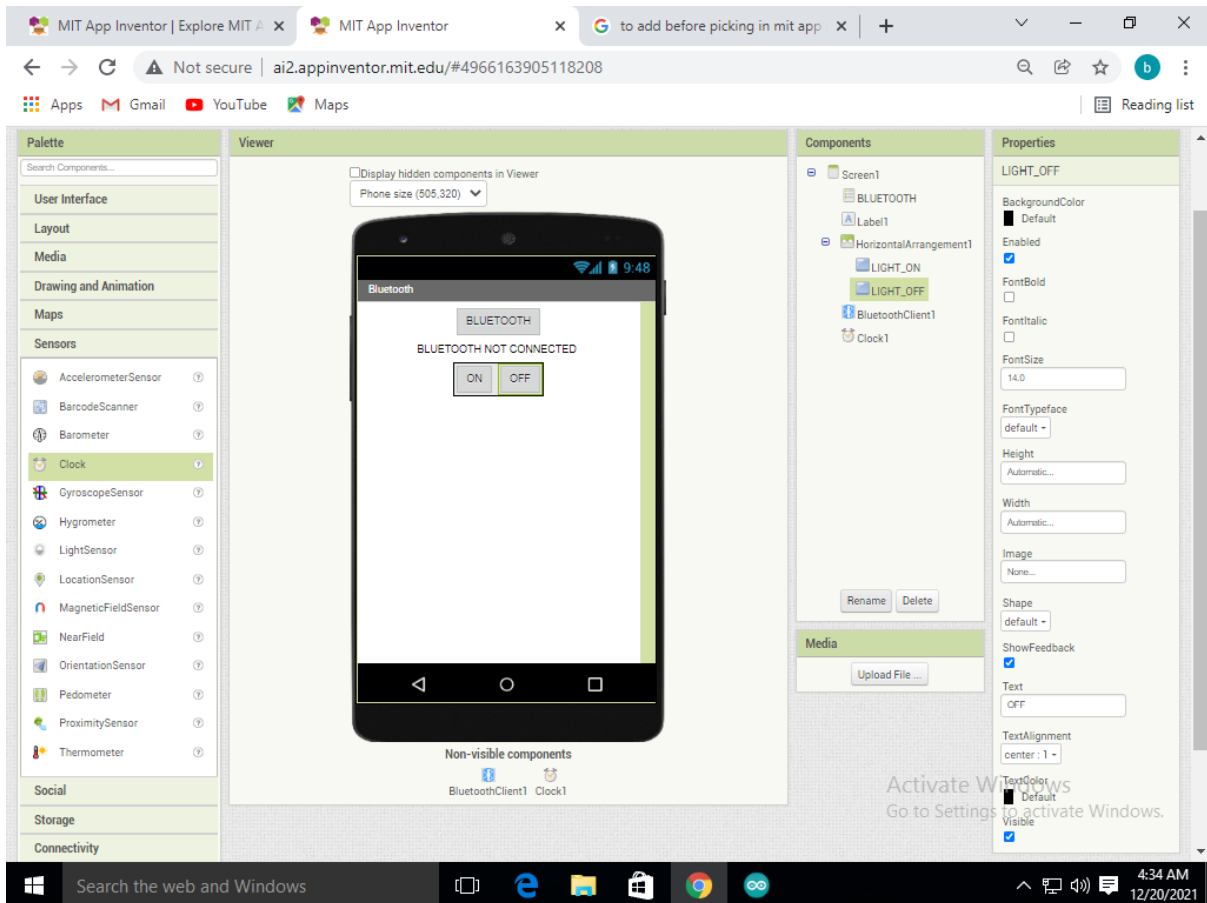 MIT App Inventor | Explore MIT A
MIT App Inventor
to add before picking in mit app
Not secure | ai2.appinventor.mit.edu/#4966163905118208
b
Apps
Gmail
YouTube
Maps
Reading list
Palette
Search Components...
User Interface
Layout
Media
Drawing and Animation
Maps
Sensors
AccelerometerSensor
BarcodeScanner
Barometer
Clock
GyroscopeSensor
Hygrometer
LightSensor
LocationSensor
MagneticFieldSensor
NearField
OrientationSensor
Pedometer
ProximitySensor
Thermometer
Social
Storage
Connectivity
Viewer
Display hidden components in Viewer
Phone size (505,320)
9:48
Bluetooth
BLUETOOTH
BLUETOOTH NOT CONNECTED
ON OFF
Non-visible components
BluetoothClient1 Clock1
Components
Screen1
BLUETOOTH
A Label1
HorizontalArrangement1
LIGHT_ON
LIGHT_OFF
BluetoothClient1
Clock1
Rename Delete
Media
Upload File ...
Properties
LIGHT_OFF
BackgroundColor
Default
Enabled
FontBold
FontItalic
FontSize
14.0
FontTypeface
default
Height
Automatic...
Width
Automatic...
Image
None...
Shape
default
ShowFeedback
Text
OFF
TextAlignment
center : 1
TextColor
Default
Visible
Activate Windows
Go to Settings to activate Windows.
Search the web and Windows
4:34 AM
12/20/2021